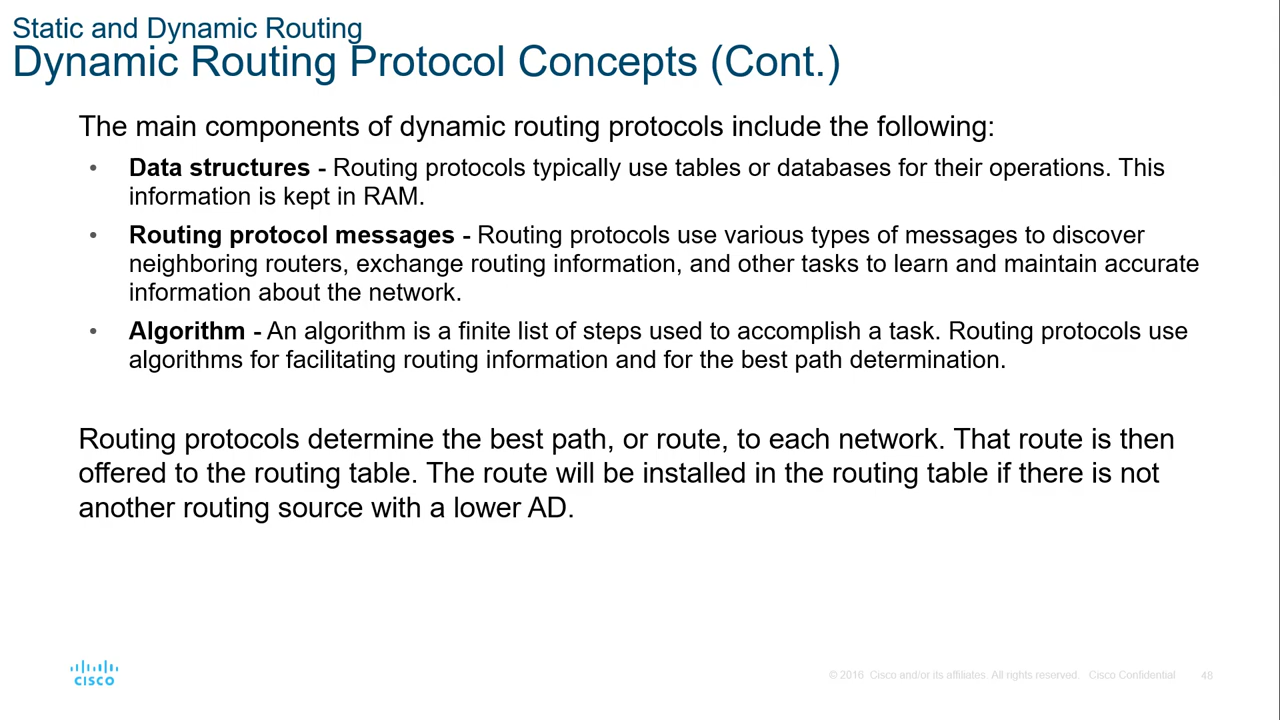 Static and Dynamic Routing
Dynamic Routing Protocol Concepts (Cont.)
The main components of dynamic routing protocols include the following:
• Data structures - Routing protocols typically use tables or databases for their operations. This
information is kept in RAM.
• Routing protocol messages - Routing protocols use various types of messages to discover
neighboring routers, exchange routing information, and other tasks to learn and maintain accurate
information about the network.
• Algorithm - An algorithm is a finite list of steps used to accomplish a task. Routing protocols use
algorithms for facilitating routing information and for the best path determination.
Routing protocols determine the best path, or route, to each network. That route is then
offered to the routing table. The route will be installed in the routing table if there is not
another routing source with a lower AD.
CISCO
© 2016 Cisco and/or its affiliates. All rights reserved. Cisco Confidential 48